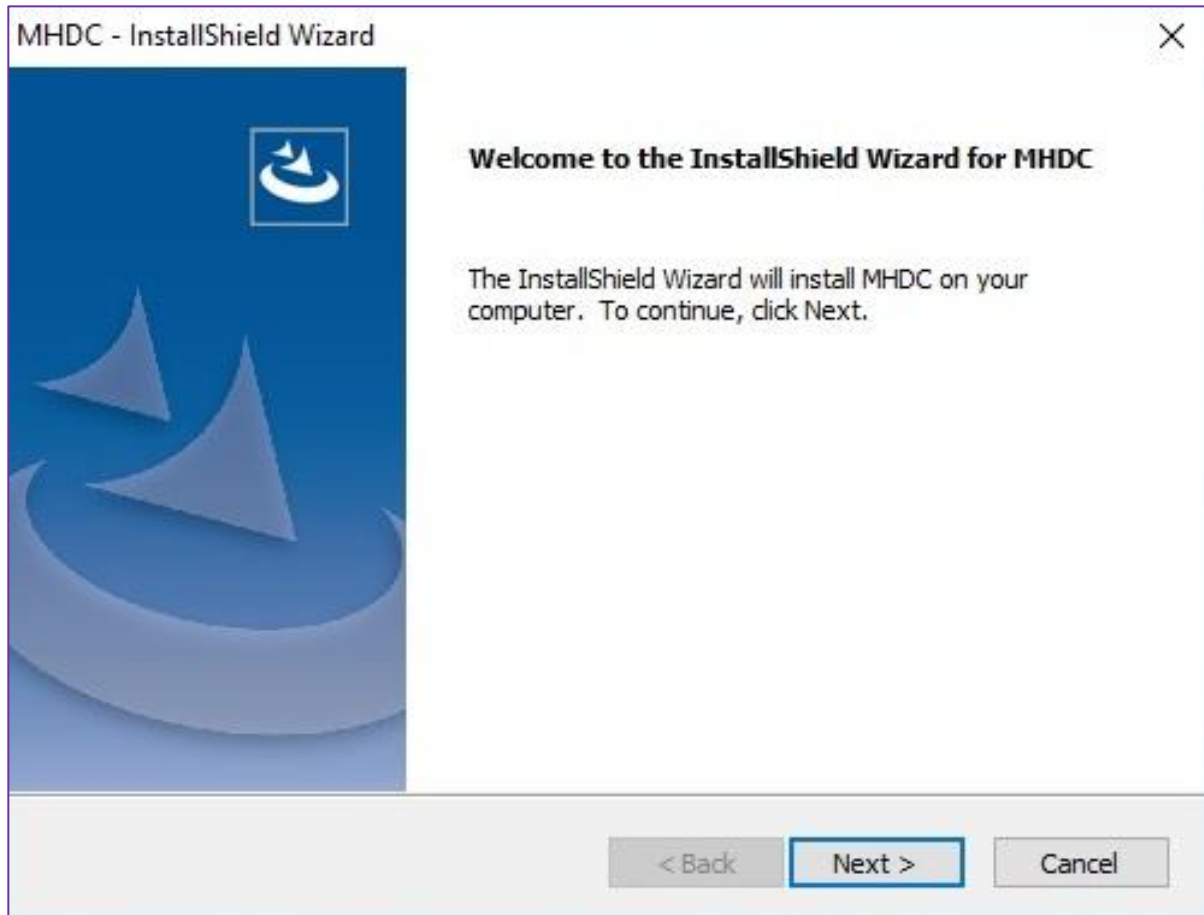 MHDC - InstallShield Wizard
Welcome to the InstallShield Wizard for MHDC
The InstallShield Wizard will install MHDC on your
computer. To continue, click Next.
< Back
Next >
Cancel